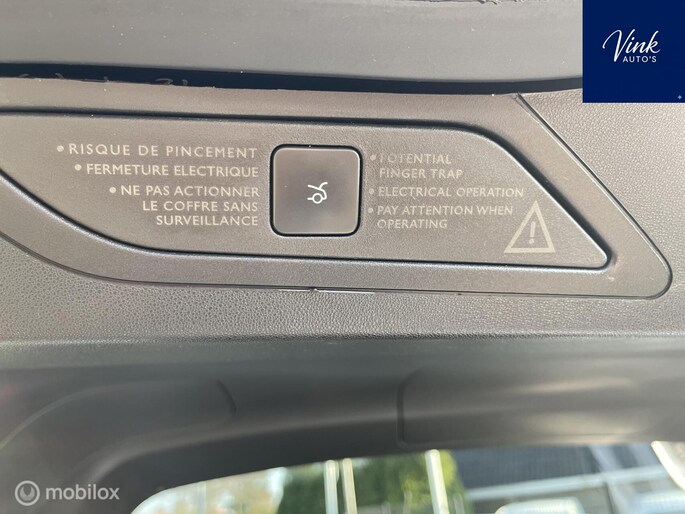 Vink
AUTO'S
• RISQUE DE PINCEMENT
• FERMETURE ELECTRIQUE
• NE PAS ACTIONNER
LE COFFRE SANS
SURVEILLANCE
• POTENTIAL
FINGER TRAP
• ELECTRICAL OPERATION
• PAY ATTENTION WHEN
OPERATING
mobilox